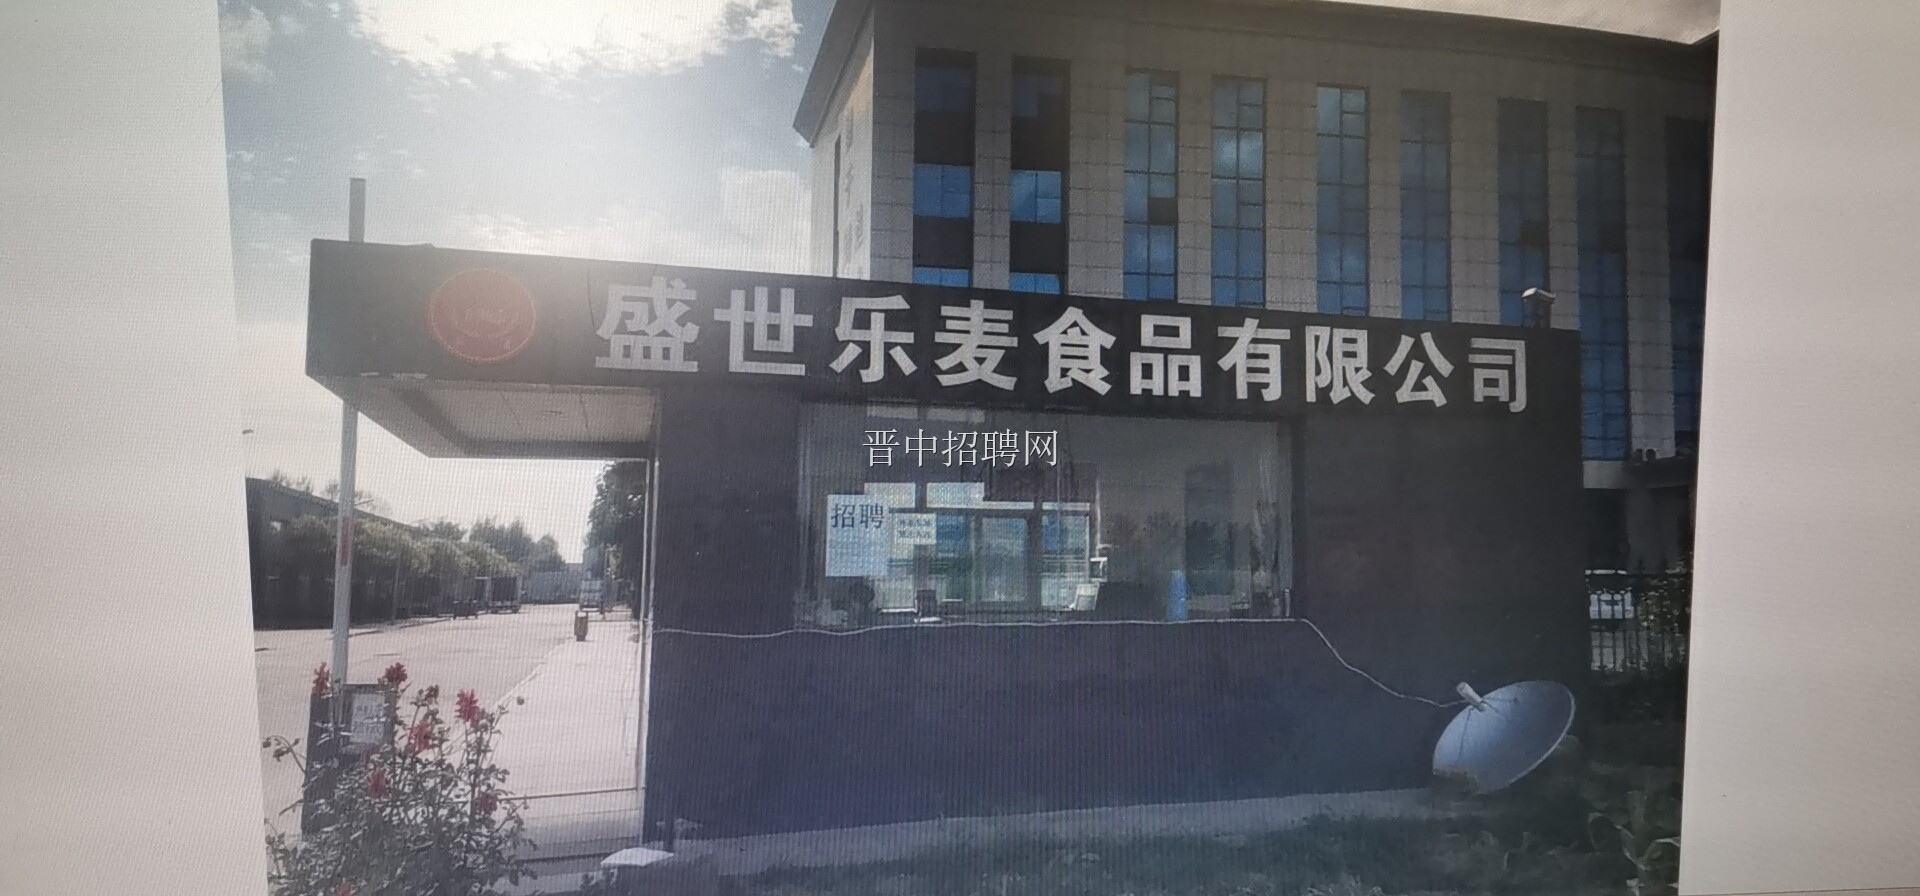 盛世乐麦食品有限公司
晋中招聘网
招聘